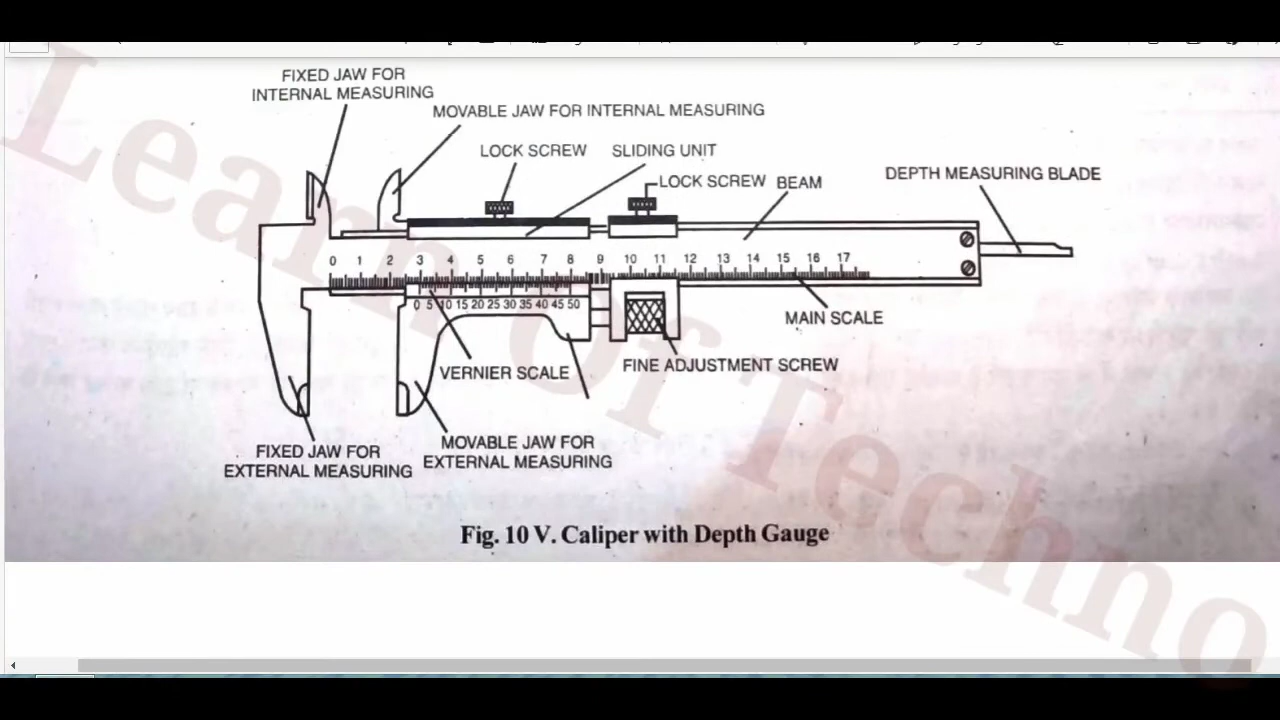 FIXED JAW FOR
INTERNAL MEASURING
MOVABLE JAW FOR INTERNAL MEASURING
LOCK SCREW
SLIDING UNIT
LOCK SCREW
BEAM
DEPTH MEASURING BLADE
0 1 2 3 4 5 6 7 8 9 10 11 12 13 14 15 16 17
0 5 10 15 20 25 30 35 40 45 50
MAIN SCALE
VERNIER SCALE
FINE ADJUSTMENT SCREW
FIXED JAW FOR
EXTERNAL MEASURING
MOVABLE JAW FOR
EXTERNAL MEASURING
Fig. 10 V. Caliper with Depth Gauge
Learn Of Techno